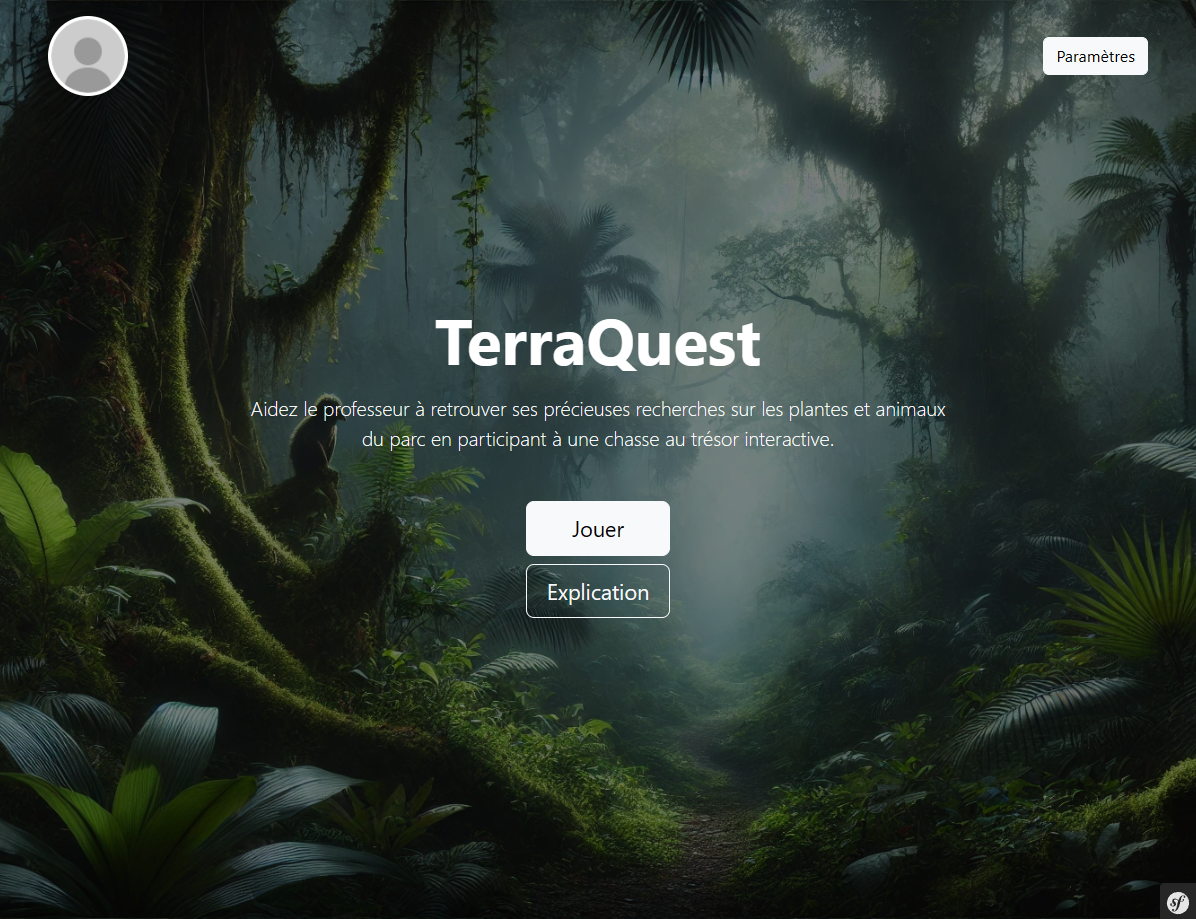 Paramètres
TerraQuest
Aidez le professeur à retrouver ses précieuses recherches sur les plantes et animaux
du parc en participant à une chasse au trésor interactive.
Jouer
Explication
sf